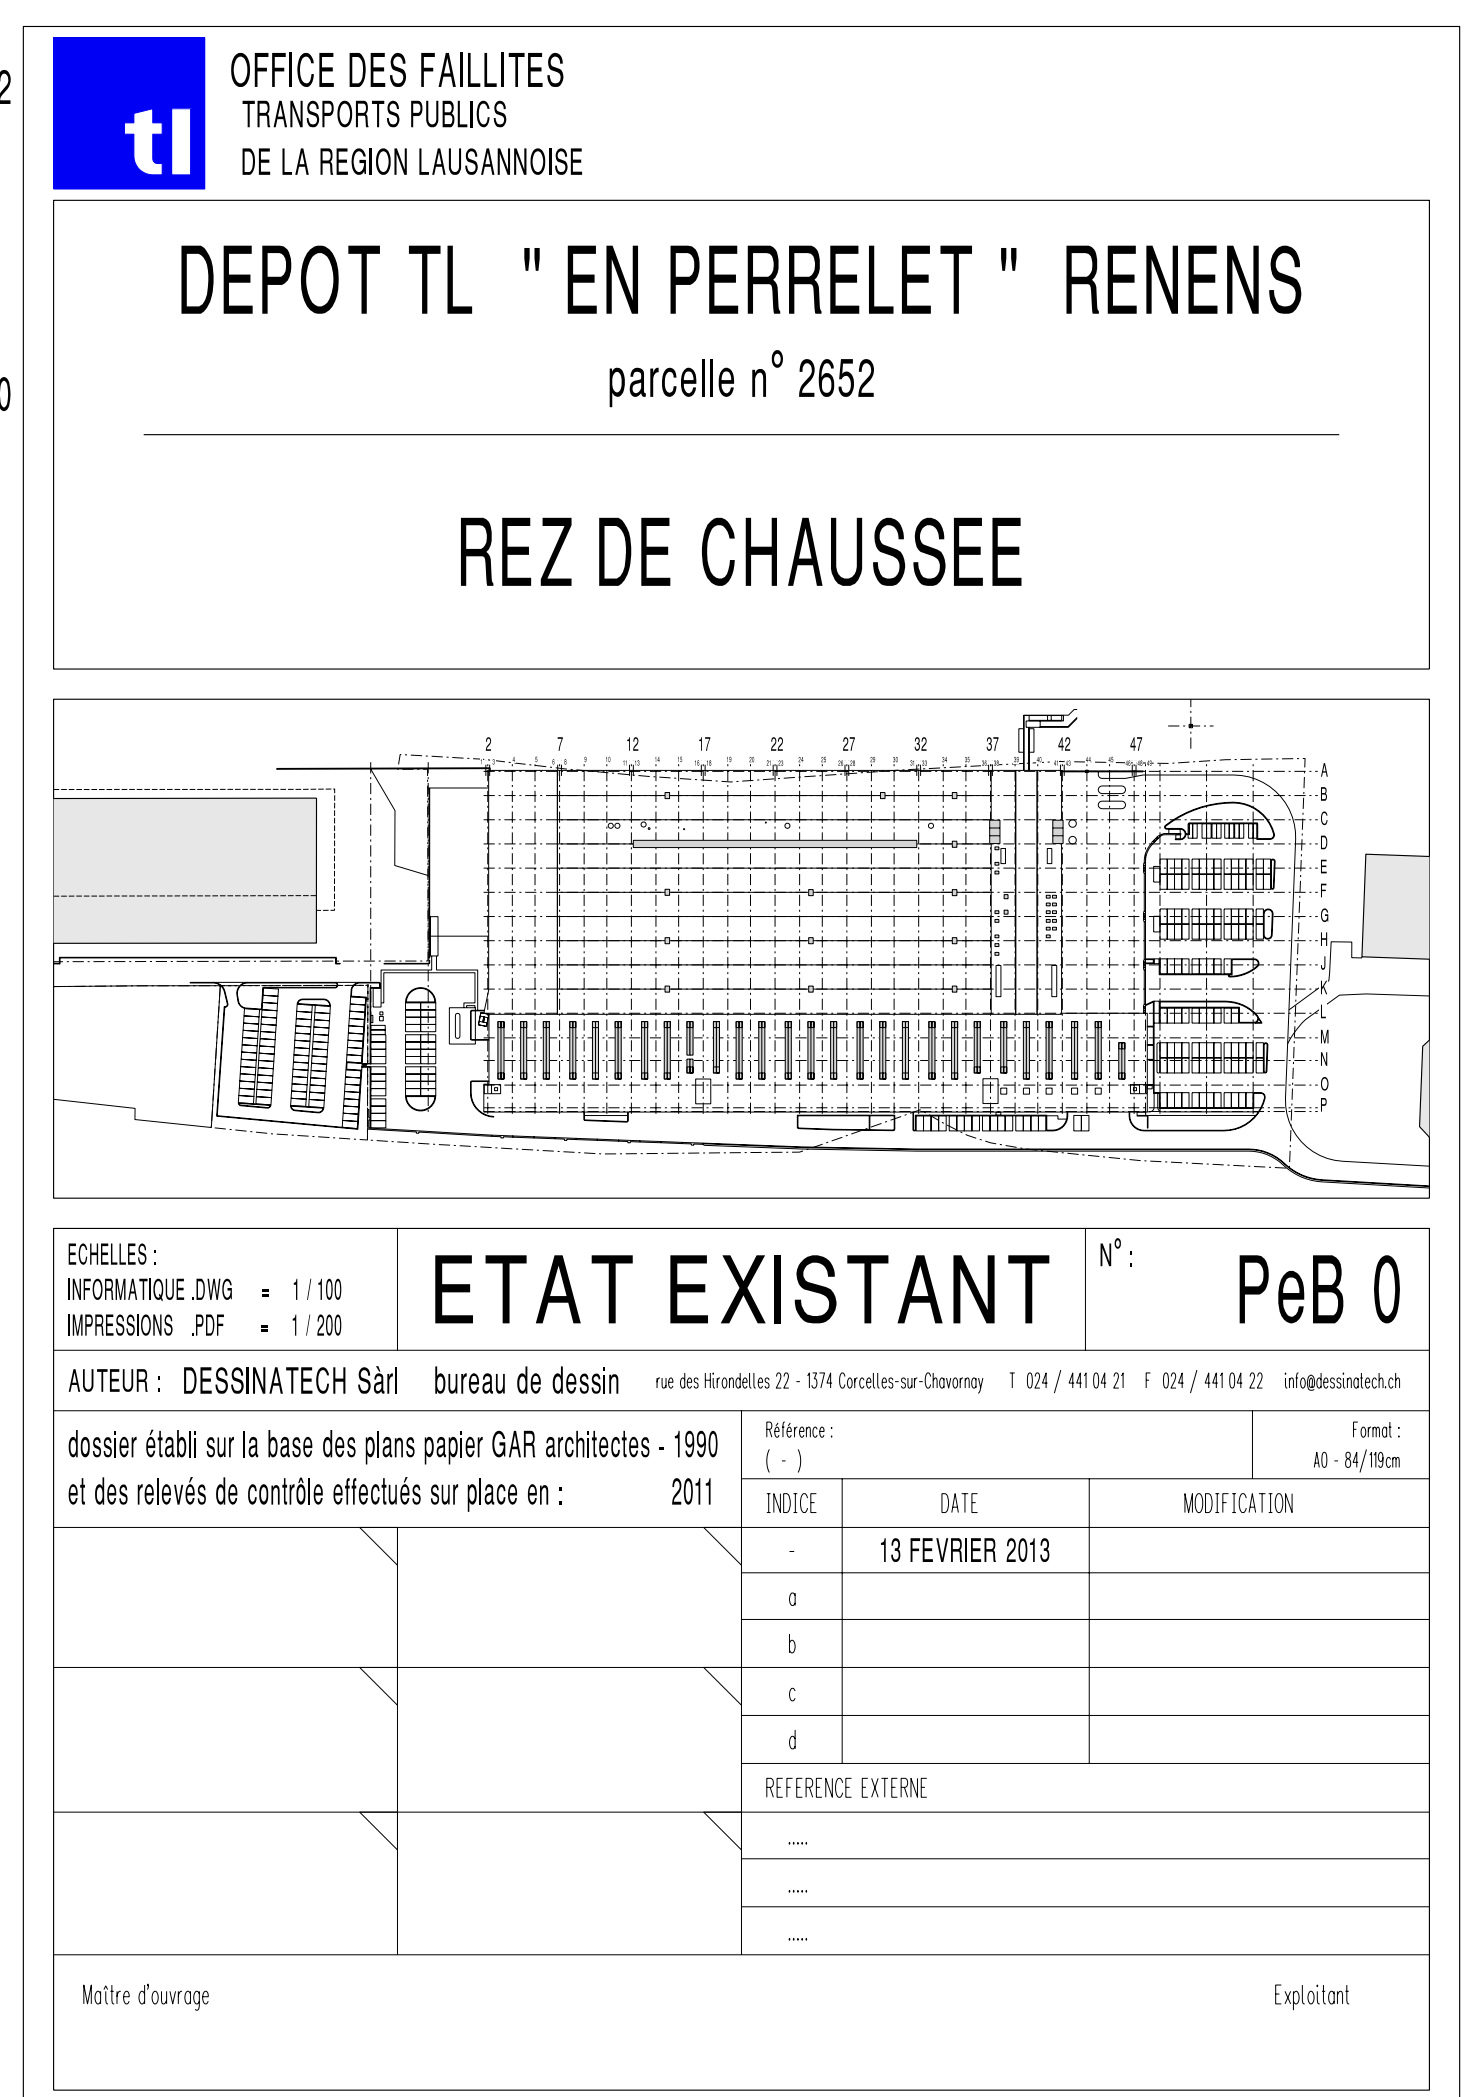 2
0
tl
OFFICE DES FAILLITES
TRANSPORTS PUBLICS
DE LA REGION LAUSANNOISE
DEPOT TL " EN PERRELET " RENENS
parcelle n° 2652
REZ DE CHAUSSEE
2 7 12 17 22 27 32 37 42 47
A
B
C
D
E
F
G
H
J
K
L
M
N
O
P
ECHELLES :
INFORMATIQUE .DWG = 1 / 100
IMPRESSIONS .PDF = 1 / 200
ETAT EXISTANT
N° :
PeB 0
AUTEUR : DESSINATECH Sàrl bureau de dessin rue des Hirondelles 22 - 1374 Corcelles-sur-Chavornay T 024 / 441 04 21 F 024 / 441 04 22 info@dessinatech.ch
dossier établi sur la base des plans papier GAR architectes - 1990
et des relevés de contrôle effectués sur place en : 2011
Référence :
( - )
Format :
A0 - 84/119cm
INDICE DATE MODIFICATION
- 13 FEVRIER 2013
a
b
c
d
REFERENCE EXTERNE
.....
.....
.....
Maître d'ouvrage Exploitant